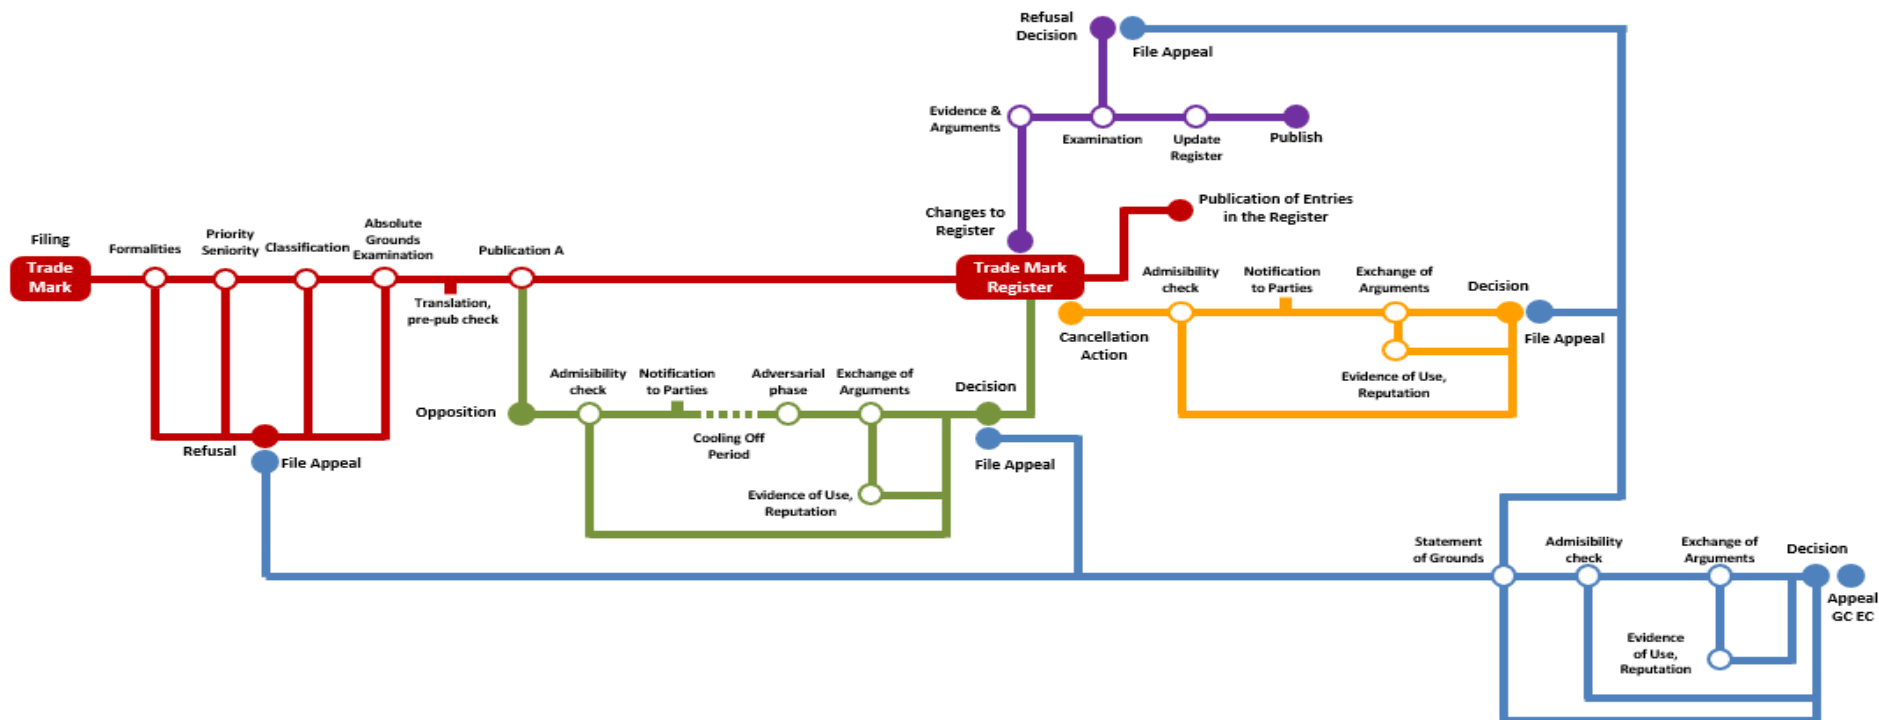 Refusal
Decision
File Appeal
Evidence &
Arguments
Examination
Update
Register
Publish
Changes to
Register
Publication of Entries
in the Register
Filing
Trade
Mark
Formalities
Priority
Seniority
Classification
Absolute
Grounds
Examination
Translation,
pre-pub check
Publication A
Trade Mark
Register
Refusal
File Appeal
Opposition
Admisibility
check
Notification
to Parties
Cooling Off
Period
Adversarial
phase
Exchange of
Arguments
Evidence of Use,
Reputation
Decision
File Appeal
Cancellation
Action
Admisibility
check
Notification
to Parties
Exchange of
Arguments
Evidence of Use,
Reputation
Decision
File Appeal
Statement
of Grounds
Admisibility
check
Exchange of
Arguments
Evidence
of Use,
Reputation
Decision
Appeal
GC EC